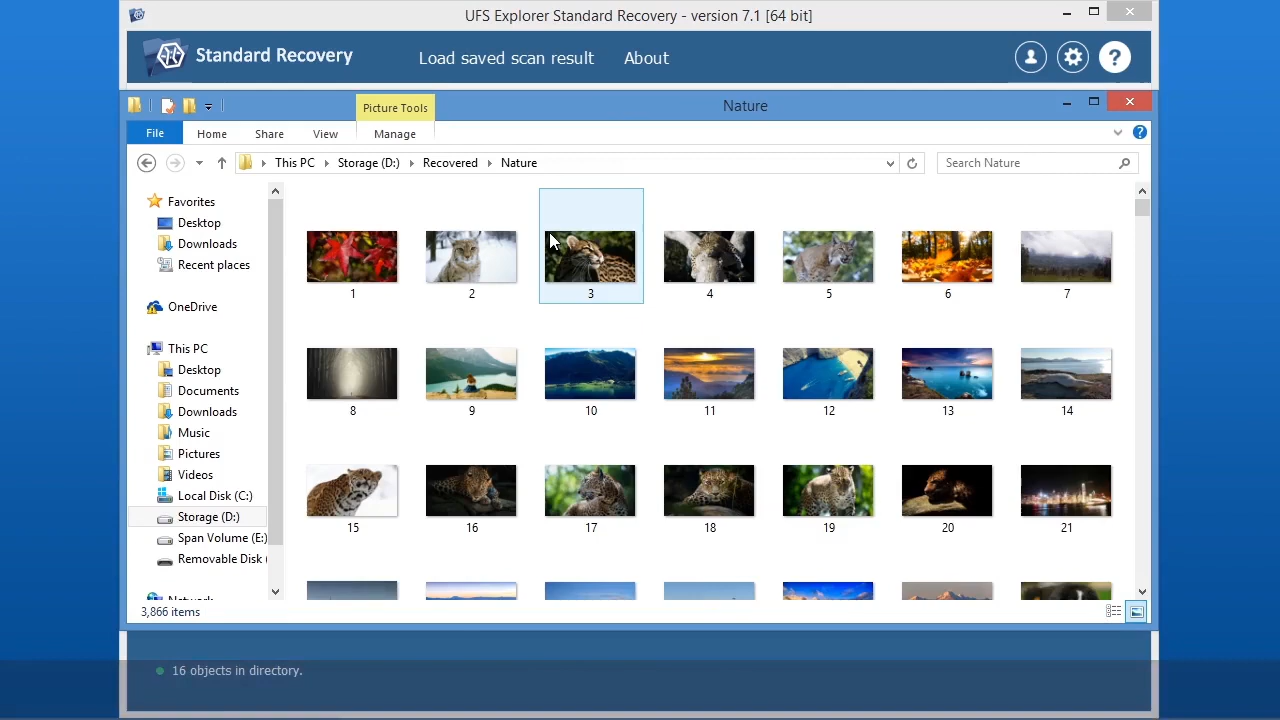 UFS Explorer Standard Recovery - version 7.1 [64 bit]
Standard Recovery
Load saved scan result
About
?
Picture Tools
Nature
File
Home
Share
View
Manage
?
This PC
Storage (D:)
Recovered
Nature
Search Nature
Favorites
Desktop
Downloads
Recent places
OneDrive
This PC
Desktop
Documents
Downloads
Music
Pictures
Videos
Local Disk (C:)
Storage (D:)
Span Volume (E:)
Removable Disk (
Network
1 2 3 4 5 6 7
8 9 10 11 12 13 14
15 16 17 18 19 20 21
3,866 items
16 objects in directory.